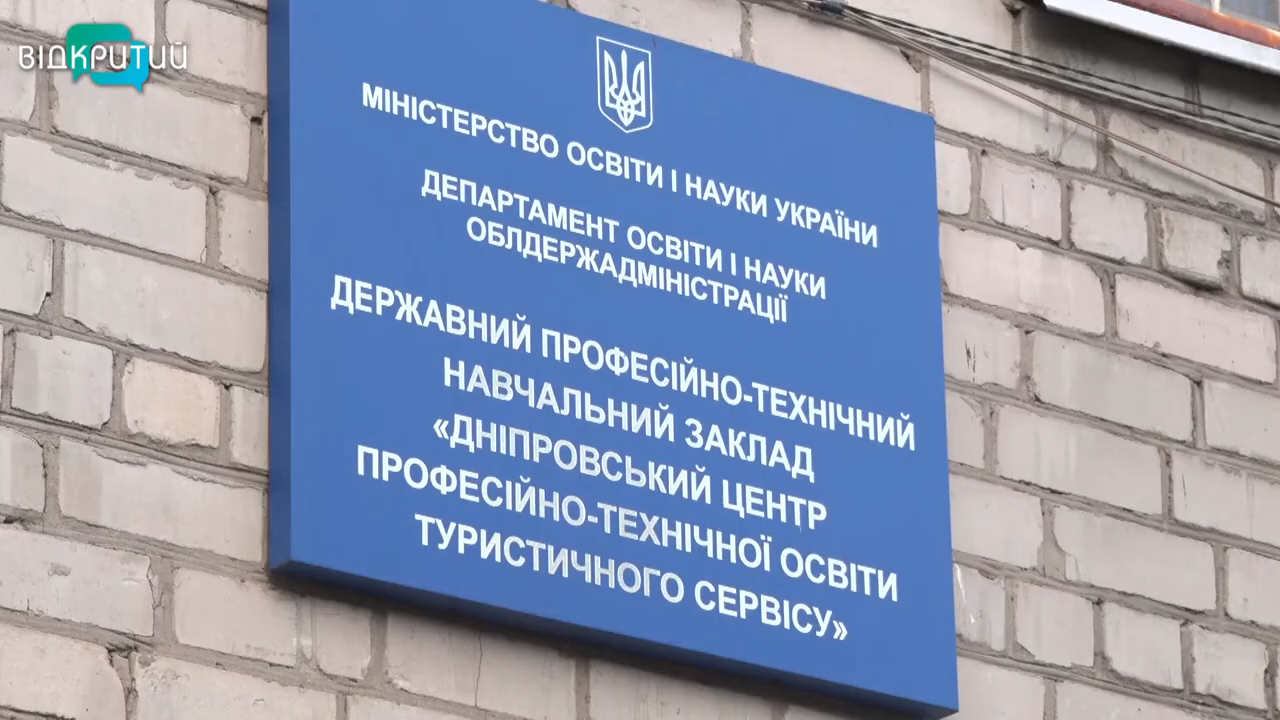 ВІДКРИТИЙ
МІНІСТЕРСТВО ОСВІТИ І НАУКИ УКРАЇНИ
ДЕПАРТАМЕНТ ОСВІТИ І НАУКИ
ОБЛДЕРЖАДМІНІСТРАЦІЇ
ДЕРЖАВНИЙ ПРОФЕСІЙНО-ТЕХНІЧНИЙ
НАВЧАЛЬНИЙ ЗАКЛАД
«ДНІПРОВСЬКИЙ ЦЕНТР
ПРОФЕСІЙНО-ТЕХНІЧНОЇ ОСВІТИ
ТУРИСТИЧНОГО СЕРВІСУ»